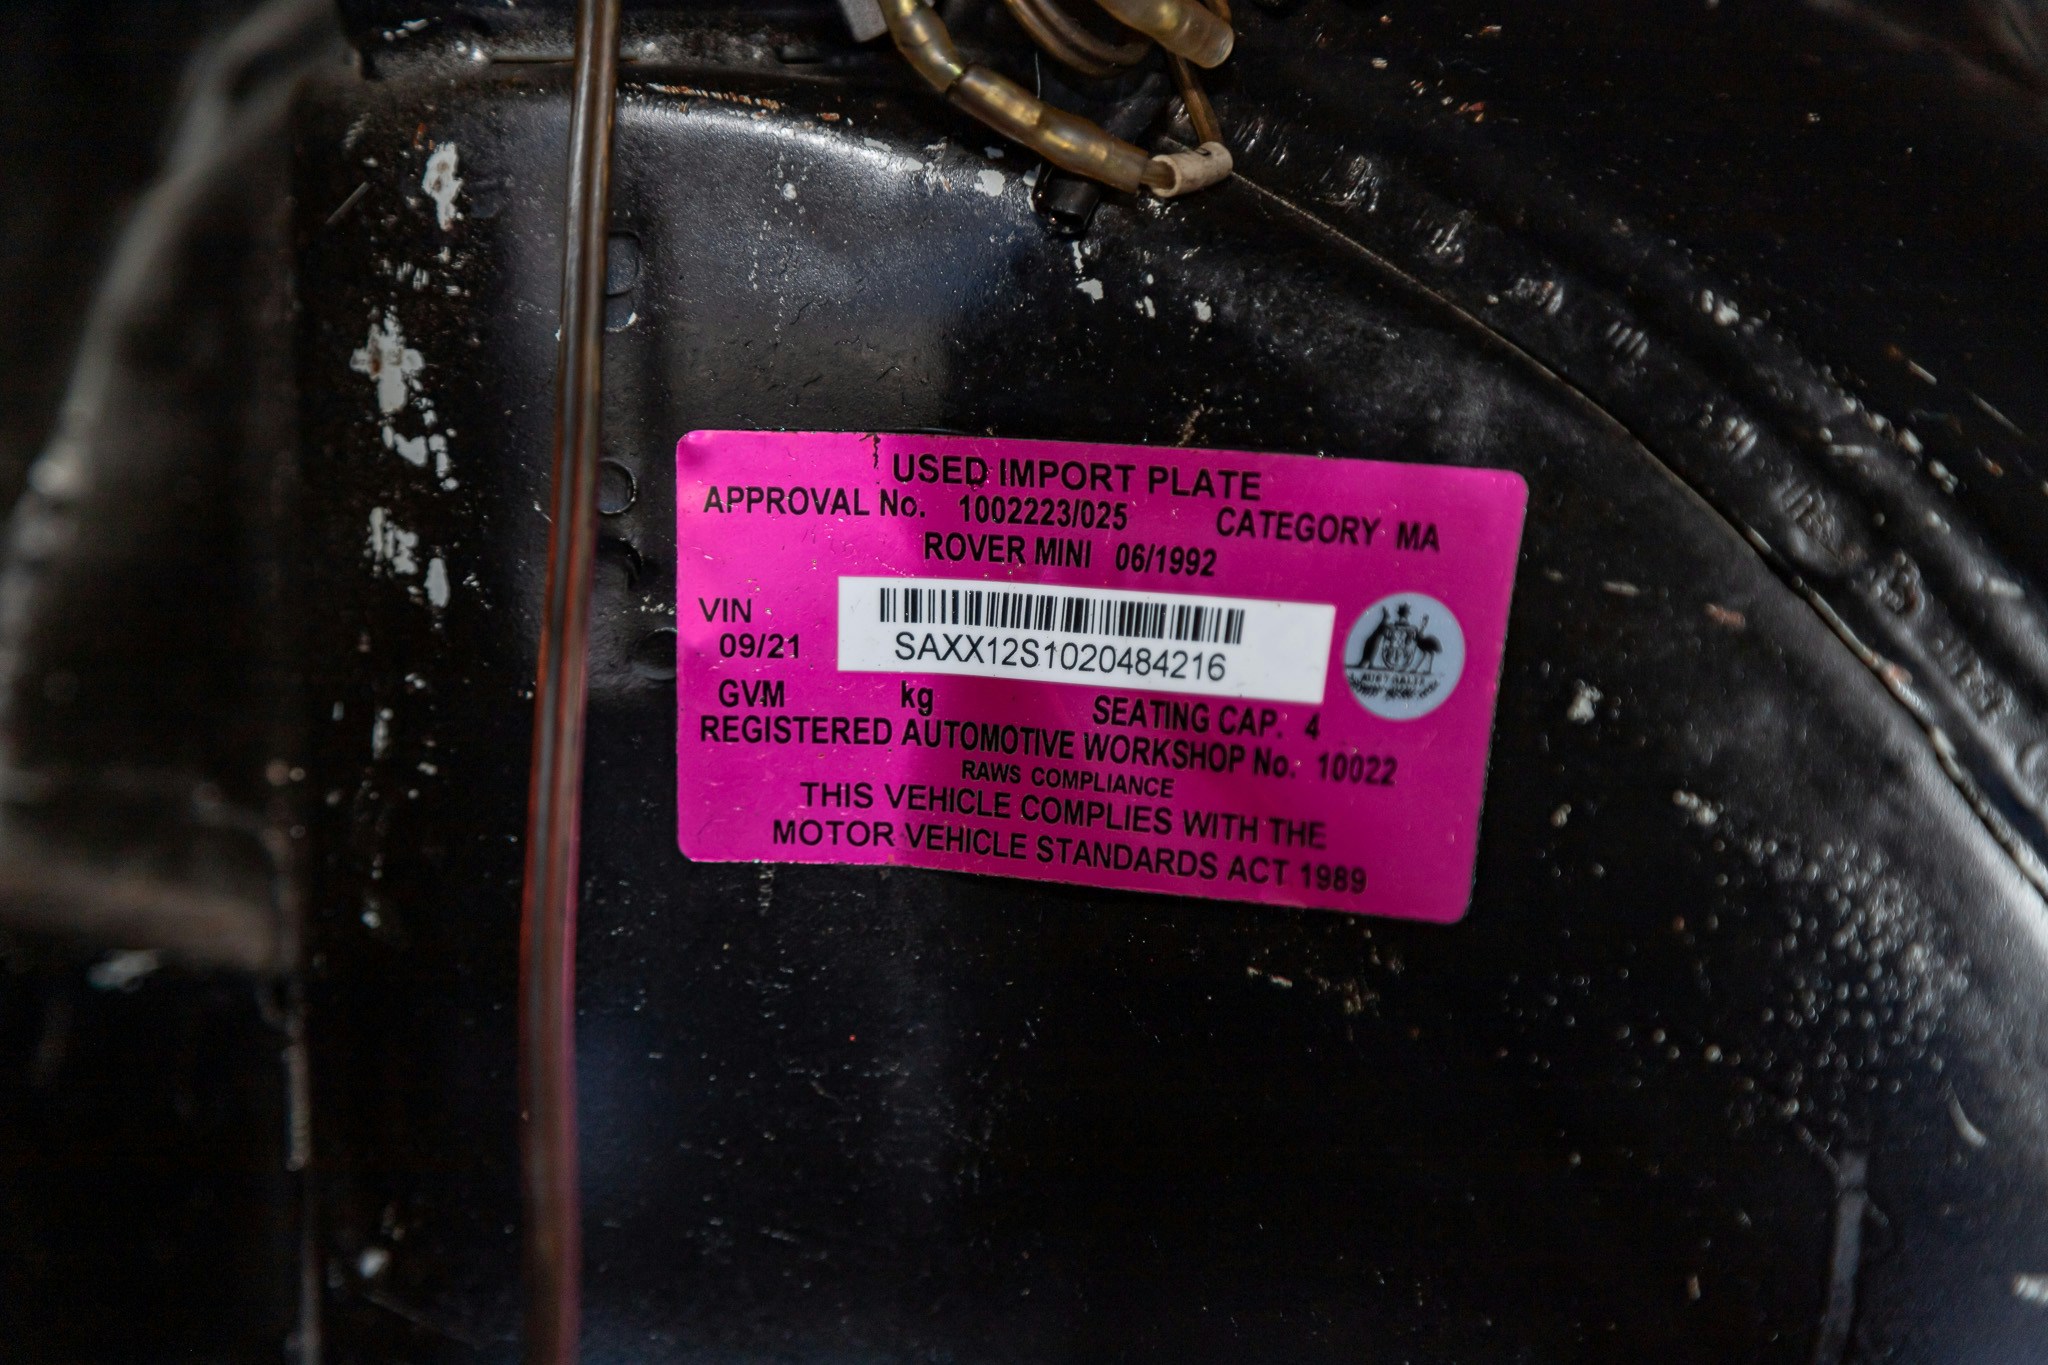 USED IMPORT PLATE
APPROVAL No. 1002223/025 CATEGORY MA
ROVER MINI 06/1992
VIN
SAXX12S1020484216
09/21
AUSTRALIA
GVM kg SEATING CAP. 4
REGISTERED AUTOMOTIVE WORKSHOP No. 10022
RAWS COMPLIANCE
THIS VEHICLE COMPLIES WITH THE
MOTOR VEHICLE STANDARDS ACT 1989